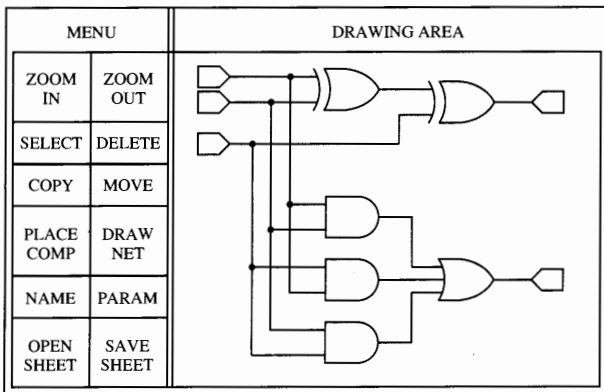 MENU
DRAWING AREA
ZOOM
IN
ZOOM
OUT
SELECT
DELETE
COPY
MOVE
PLACE
COMP
DRAW
NET
NAME
PARAM
OPEN
SHEET
SAVE
SHEET